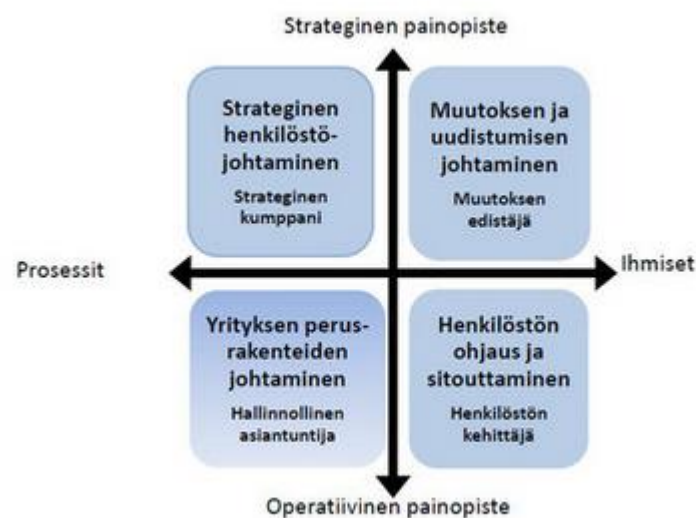 Strateginen painopiste
Strateginen
henkilöstö-
johtaminen
Strateginen
kumppani
Muutoksen ja
uudistumisen
johtaminen
Muutoksen
edistäjä
Prosessit
Ihmiset
Yrityksen perus-
rakenteiden
johtaminen
Hallinnollinen
asiantuntija
Henkilöstön
ohjaus ja
sitouttaminen
Henkilöstön
kehittäjä
Operatiivinen painopiste